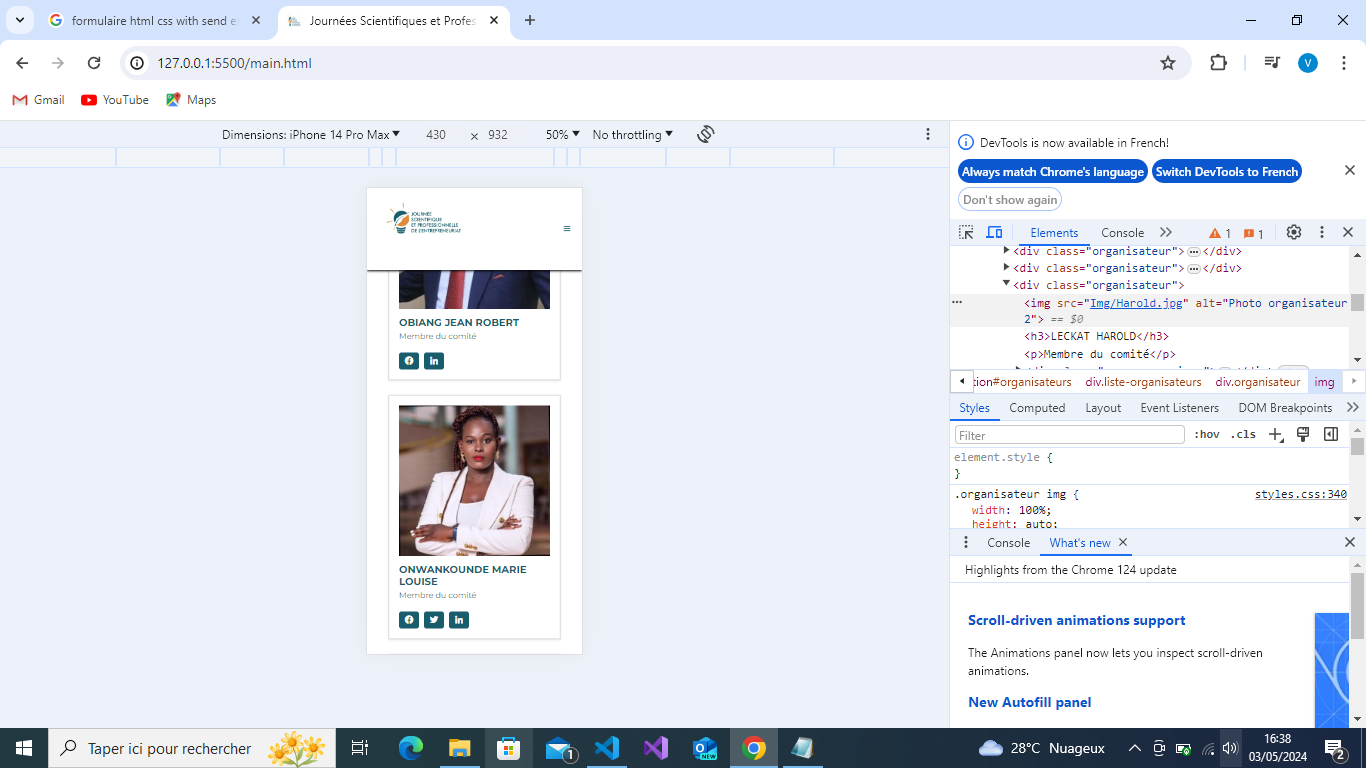 formulaire html css with send e
Journées Scientifiques et Profes
127.0.0.1:5500/main.html
V
Gmail
YouTube
Maps
Dimensions: iPhone 14 Pro Max
430 × 932
50%
No throttling
JOURNÉE
SCIENTIFIQUE
ET PROFESSIONNELLE
DE L'ENTREPRENEURIAT
OBIANG JEAN ROBERT
Membre du comité
ONWANKOUNDE MARIE
LOUISE
Membre du comité
DevTools is now available in French!
Always match Chrome's language
Switch DevTools to French
Don't show again
Elements
Console
1
1
<div class="organisateur"> … </div>
<div class="organisateur"> … </div>
<div class="organisateur">
<img src="Img/Harold.jpg" alt="Photo organisateur
2"> == $0
<h3>LECKAT HAROLD</h3>
<p>Membre du comité</p>
tion#organisateurs
div.liste-organisateurs
div.organisateur
img
Styles
Computed
Layout
Event Listeners
DOM Breakpoints
Filter
:hov
.cls
element.style {
}
.organisateur img {
styles.css:340
width: 100%;
height: auto;
Console
What's new
Highlights from the Chrome 124 update
Scroll-driven animations support
The Animations panel now lets you inspect scroll-driven
animations.
New Autofill panel
Taper ici pour rechercher
1
NEW
28°C Nuageux
16:38
03/05/2024
2